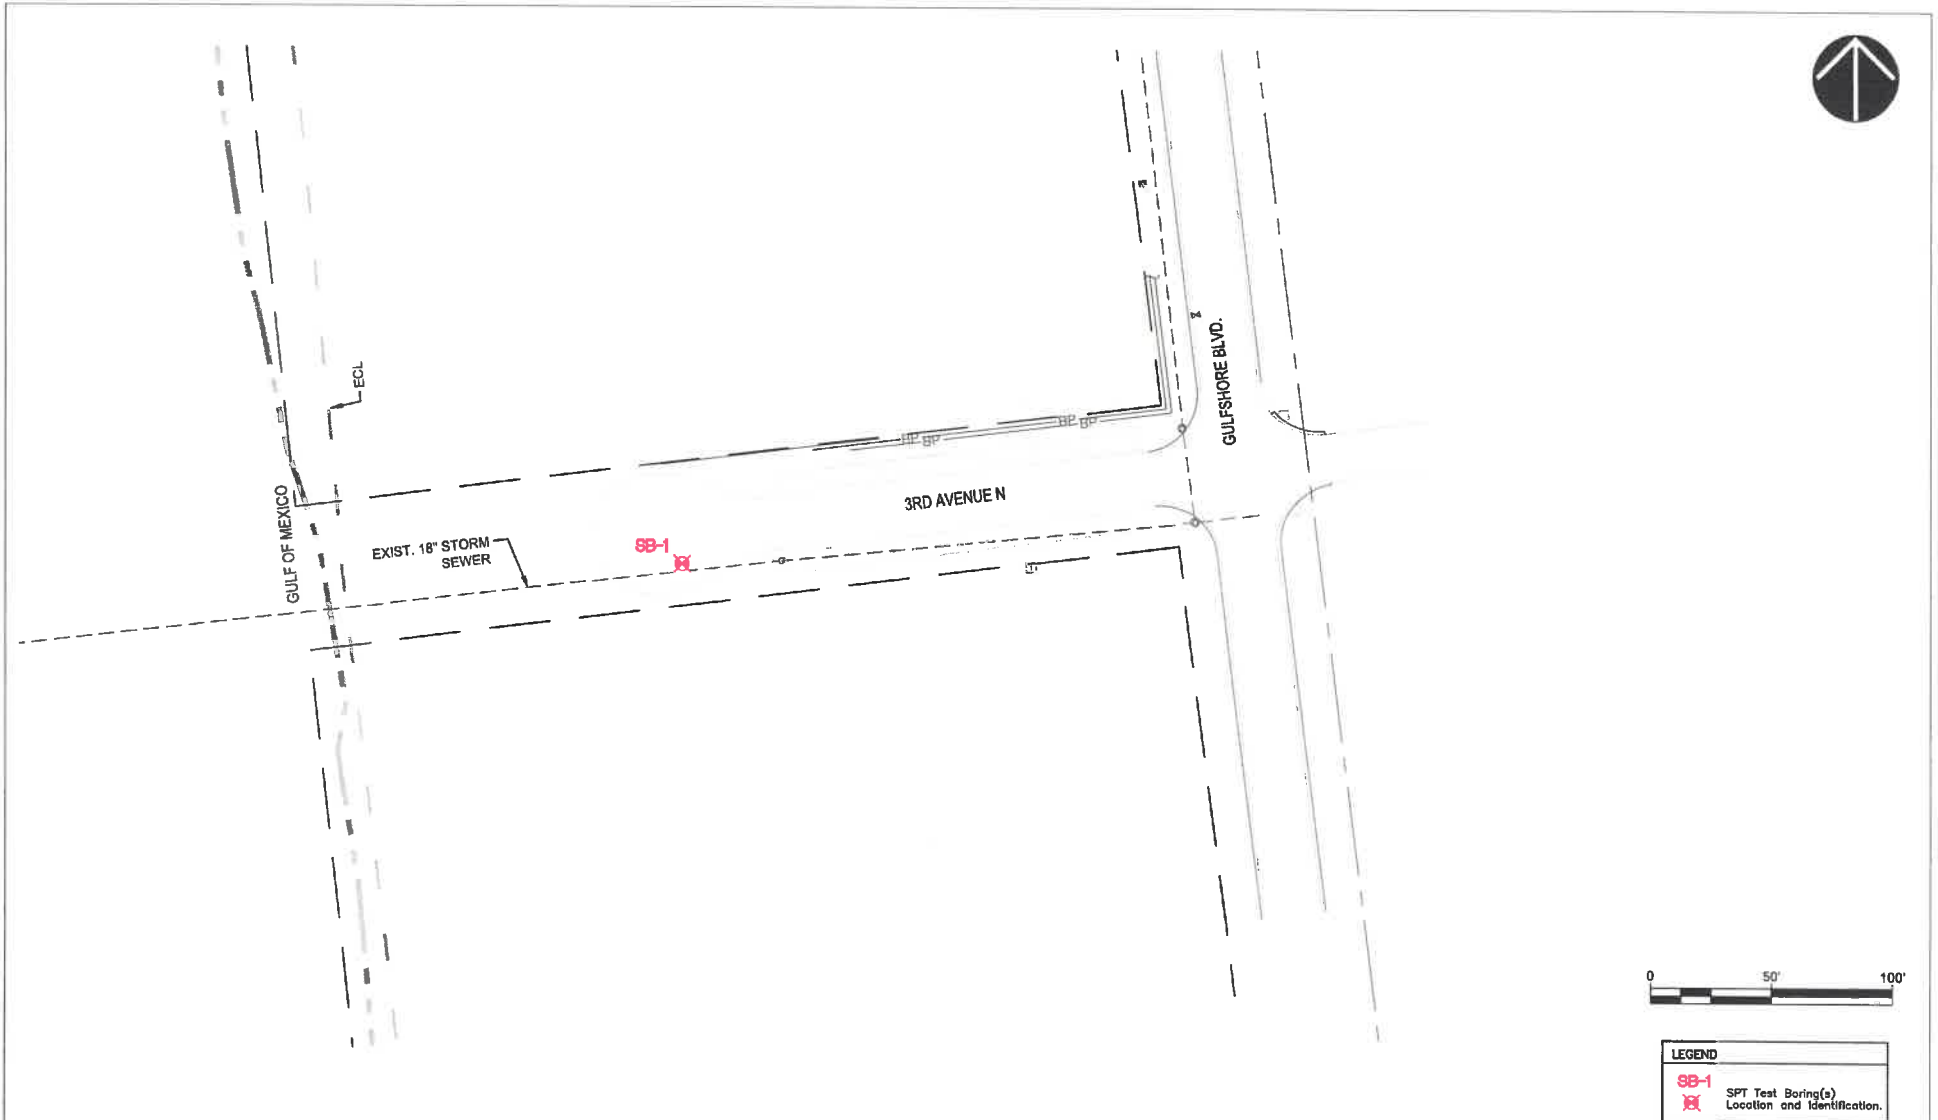 ECL
GULFSHORE BLVD.
BP
BP
BP
BP
3RD AVENUE N
GULF OF MEXICO
EXIST. 18" STORM
SEWER
SB-1
0 50' 100'
LEGEND
SB-1
SPT Test Boring(s)
Location and Identification.